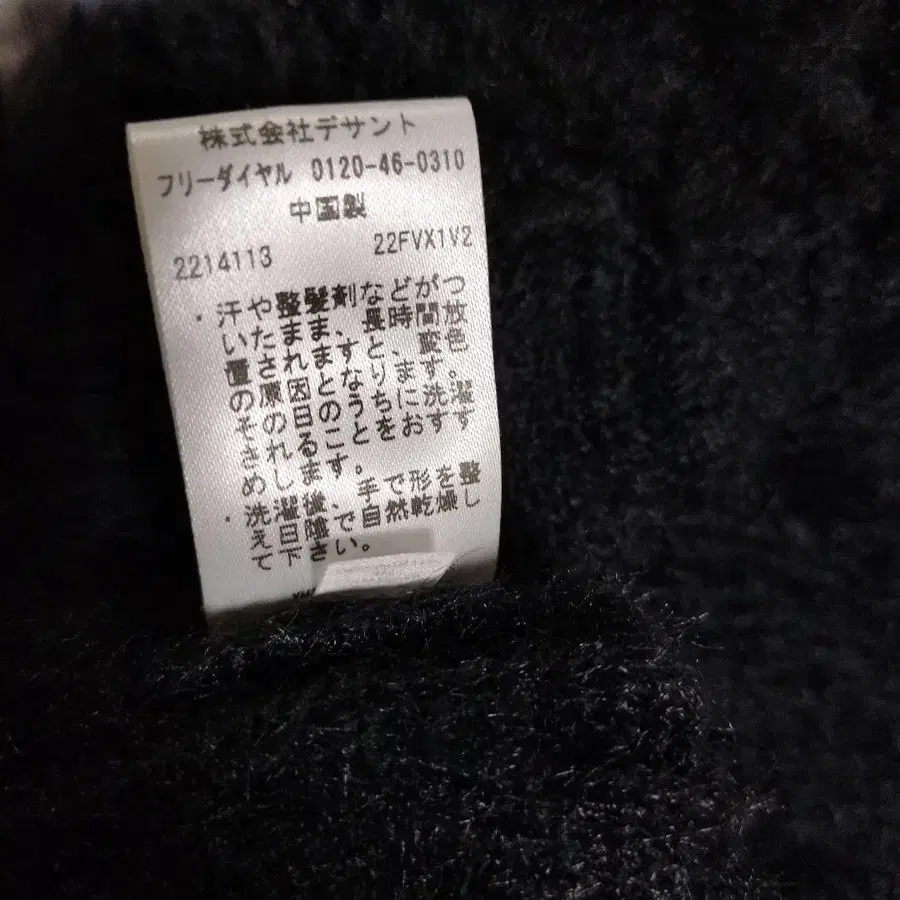 株式会社デサント
フリーダイヤル 0120-46-0310
中国製
2214113 22FVX1V2
・汗や整髪剤などがつ
いたまま、長時間放
置されますと、変色
の原因となります。
その日のうちに洗濯
されることをおすす
めします。
・洗濯後、手で形を整
え日陰で自然乾燥し
て下さい。